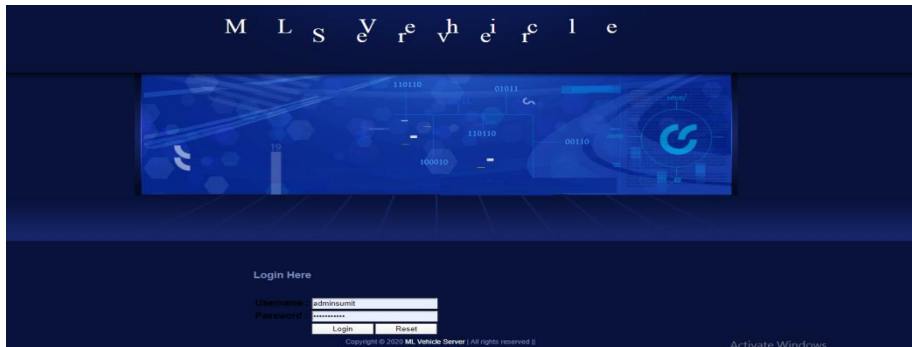 M L V e h i c l e
S e r v e r
110110
01011
19
110110
00110
100010
Login Here
Username : adminsumit
Password : •••••••••••
Login Reset
Copyright © 2020 ML Vehicle Server | All rights reserved ||
Activate Windows